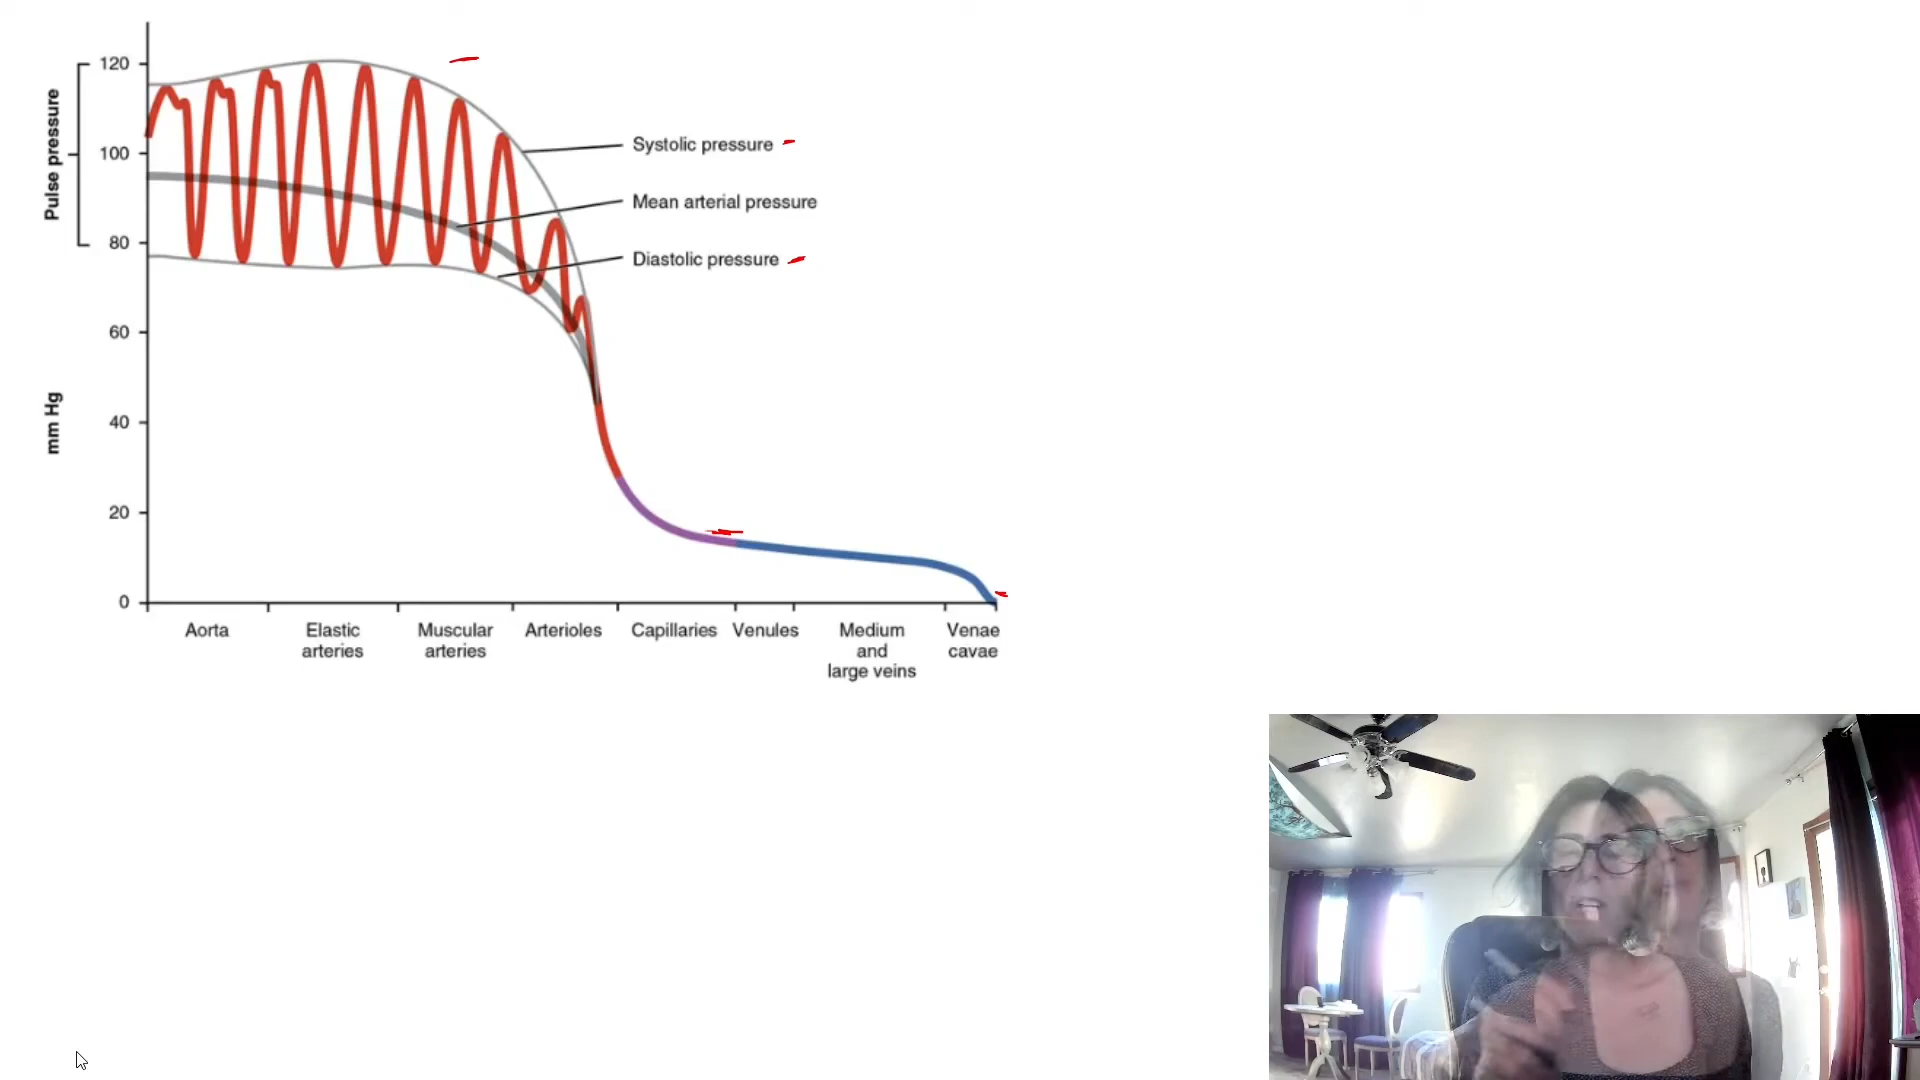 120
100
80
60
40
20
0
Pulse pressure
mm Hg
Systolic pressure
Mean arterial pressure
Diastolic pressure
Aorta
Elastic
arteries
Muscular
arteries
Arterioles
Capillaries
Venules
Medium
and
large veins
Venae
cavae